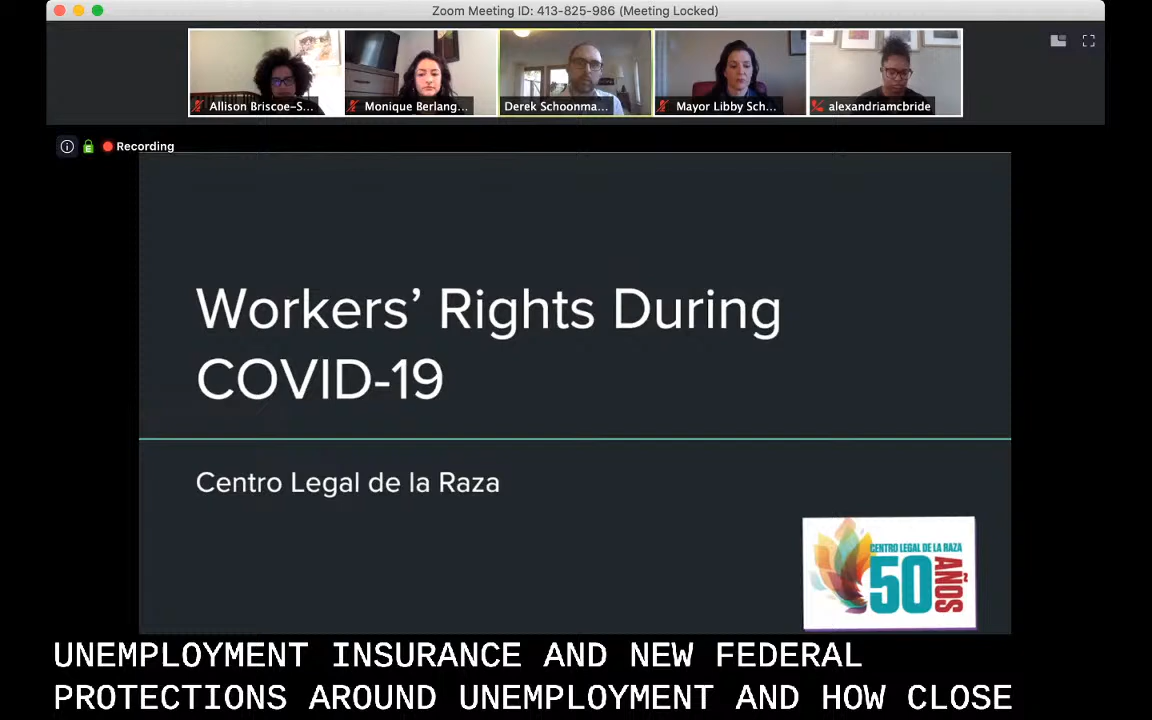 Zoom Meeting ID: 413-825-986 (Meeting Locked)
Allison Briscoe-S...
Monique Berlang...
Derek Schoonma...
Mayor Libby Sch...
alexandriamcbride
Recording
Workers’ Rights During
COVID-19
Centro Legal de la Raza
CENTRO LEGAL DE LA RAZA
50
AÑOS
UNEMPLOYMENT INSURANCE AND NEW FEDERAL
PROTECTIONS AROUND UNEMPLOYMENT AND HOW CLOSE